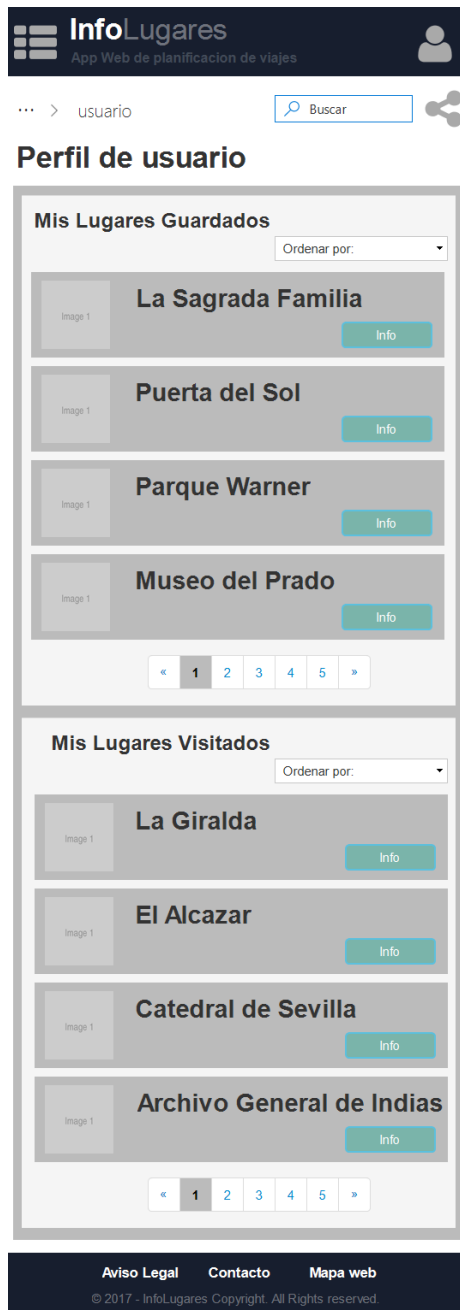 InfoLugares
App Web de planificacion de viajes
... > usuario
Buscar
Perfil de usuario
Mis Lugares Guardados
Ordenar por:
Image 1
La Sagrada Familia
Info
Image 1
Puerta del Sol
Info
Image 1
Parque Warner
Info
Image 1
Museo del Prado
Info
« 1 2 3 4 5 »
Mis Lugares Visitados
Ordenar por:
Image 1
La Giralda
Info
Image 1
El Alcazar
Info
Image 1
Catedral de Sevilla
Info
Image 1
Archivo General de Indias
Info
« 1 2 3 4 5 »
Aviso Legal Contacto Mapa web
© 2017 - InfoLugares Copyright. All Rights reserved.